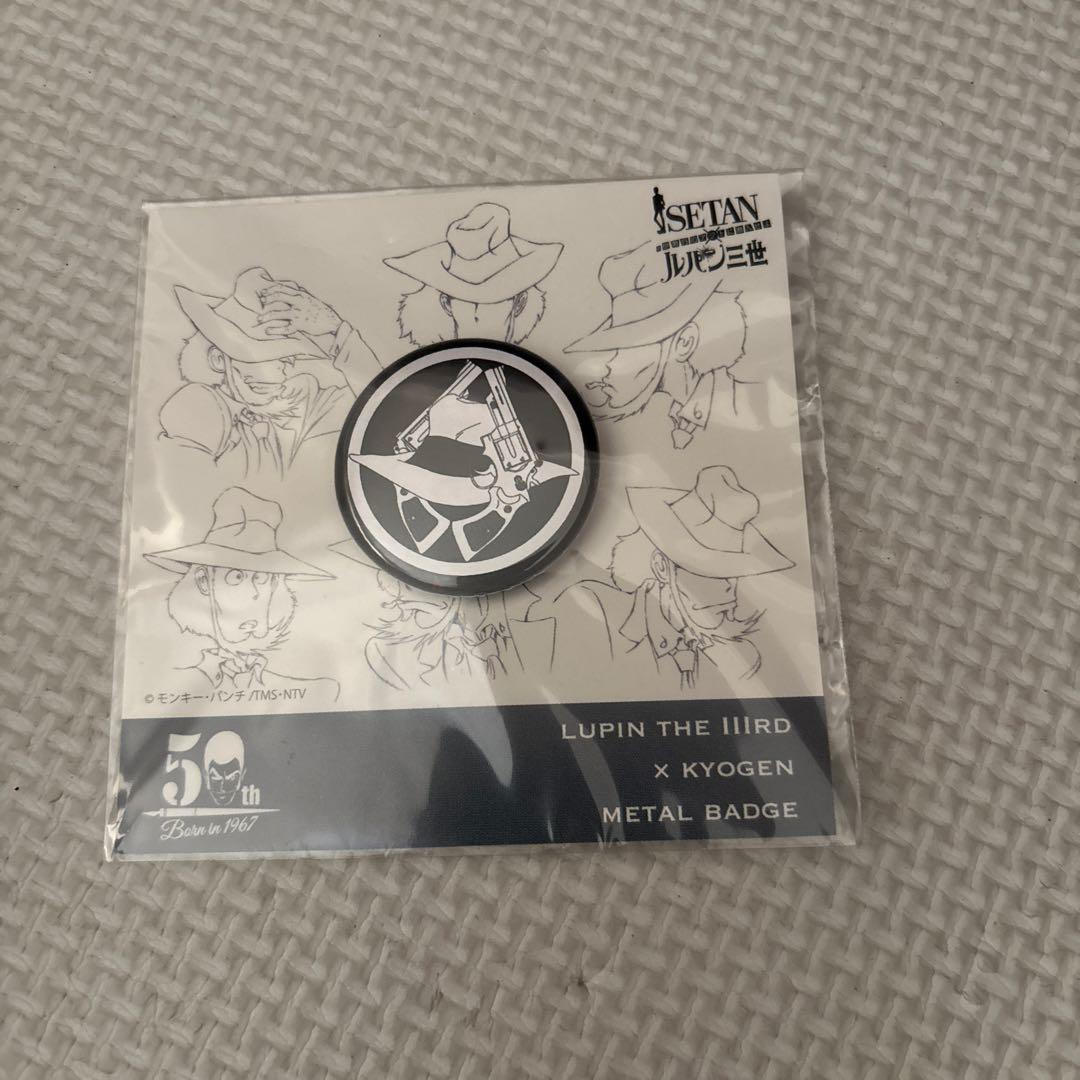 ISETAN
ルパン三世
© モンキー・パンチ /TMS・NTV
50th
Born in 1967
LUPIN THE IIIRD
× KYOGEN
METAL BADGE